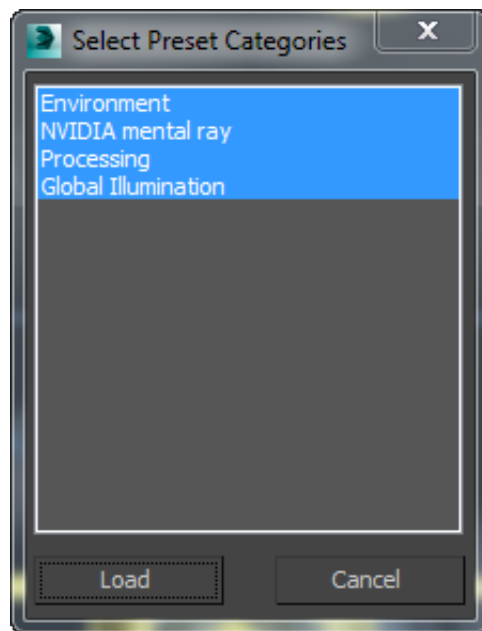 Select Preset Categories
X
Environment
NVIDIA mental ray
Processing
Global Illumination
Load
Cancel